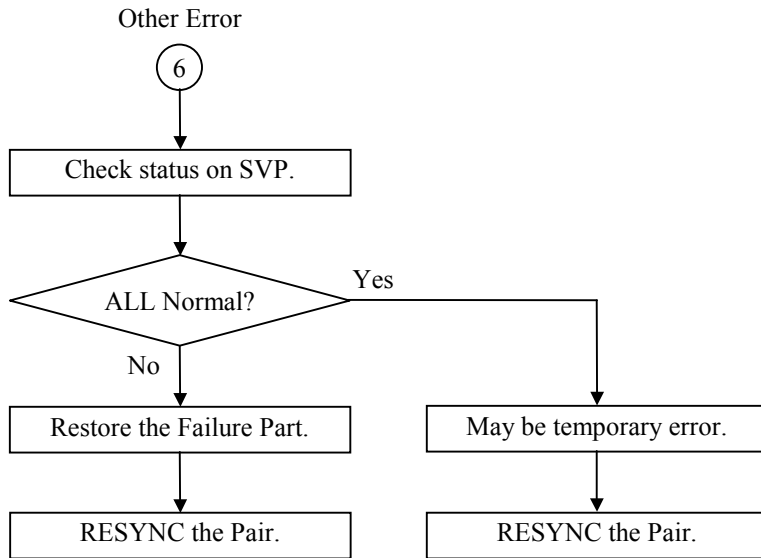 Other Error
6
Check status on SVP.
ALL Normal?
Yes
No
Restore the Failure Part.
May be temporary error.
RESYNC the Pair.
RESYNC the Pair.